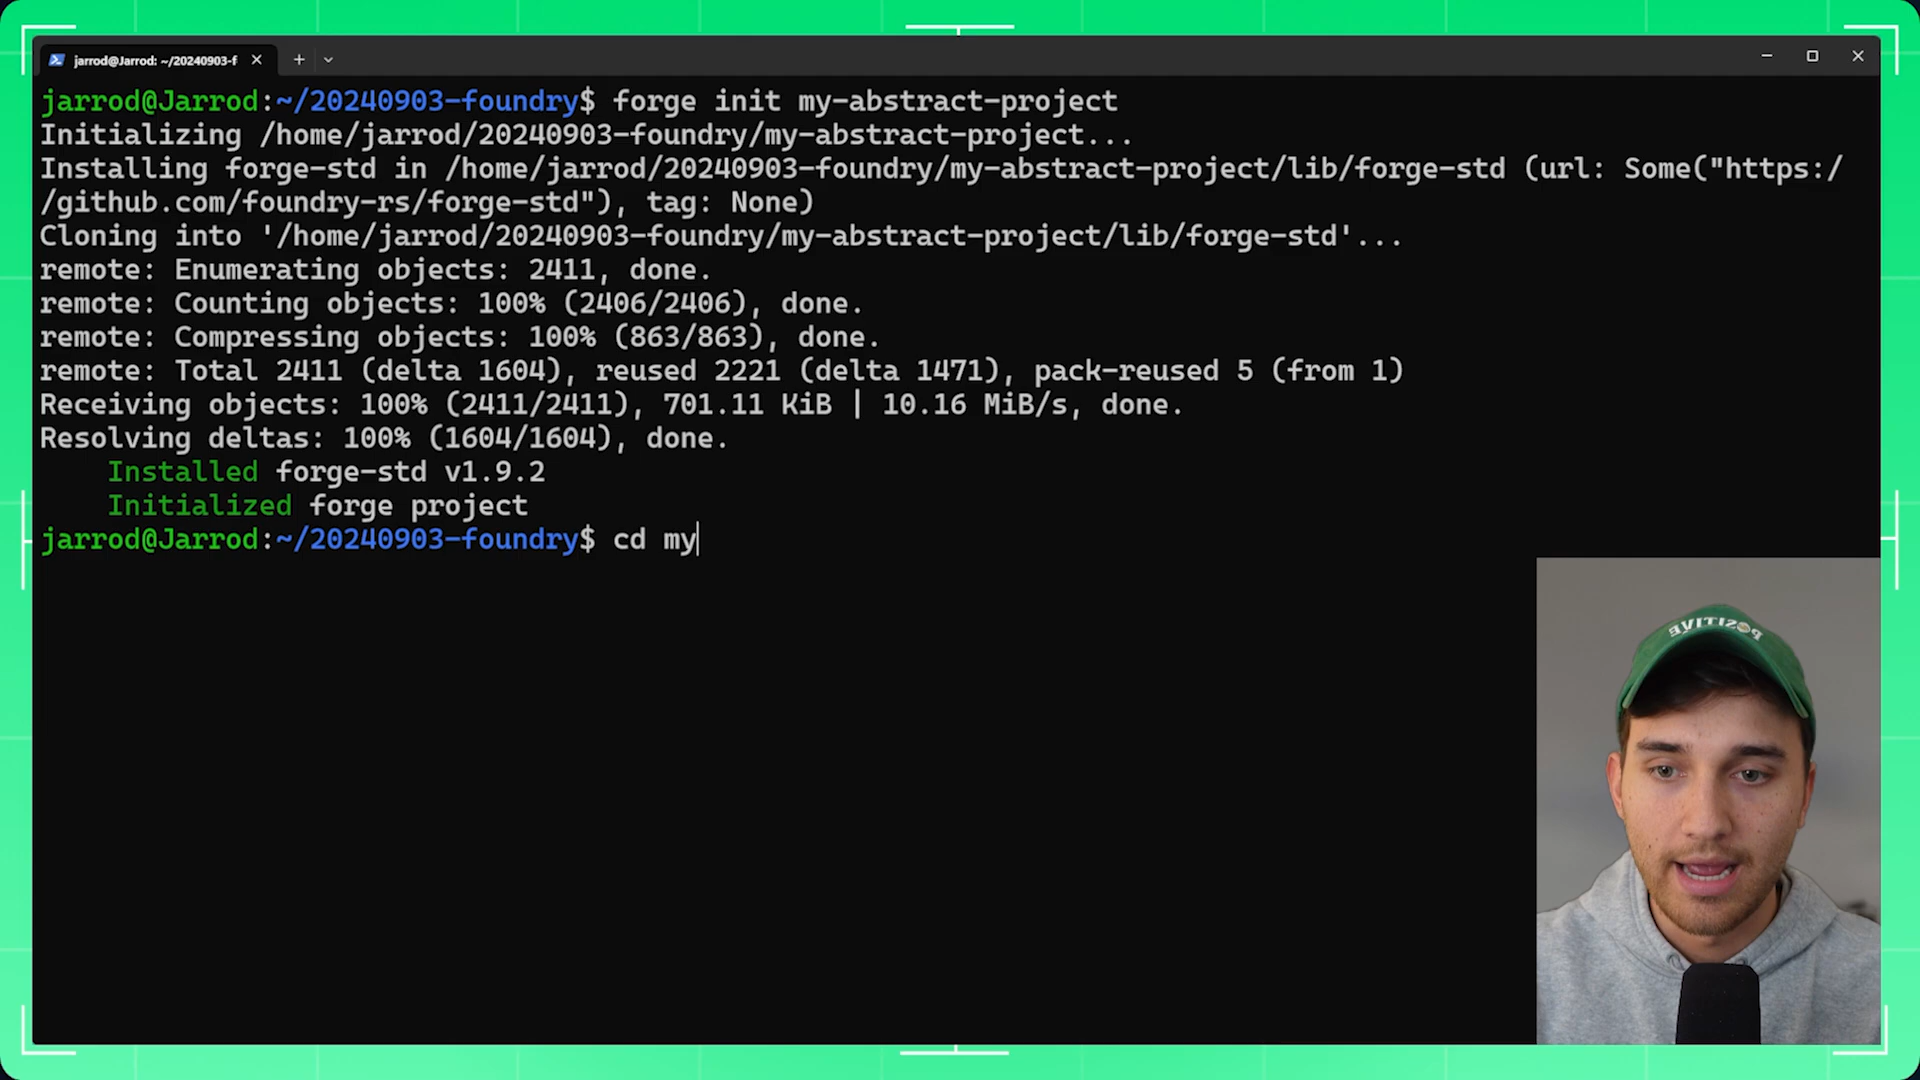 jarrod@Jarrod: ~/20240903-f
jarrod@Jarrod:~/20240903-foundry$ forge init my-abstract-project
Initializing /home/jarrod/20240903-foundry/my-abstract-project...
Installing forge-std in /home/jarrod/20240903-foundry/my-abstract-project/lib/forge-std (url: Some("https:/
/github.com/foundry-rs/forge-std"), tag: None)
Cloning into '/home/jarrod/20240903-foundry/my-abstract-project/lib/forge-std'...
remote: Enumerating objects: 2411, done.
remote: Counting objects: 100% (2406/2406), done.
remote: Compressing objects: 100% (863/863), done.
remote: Total 2411 (delta 1604), reused 2221 (delta 1471), pack-reused 5 (from 1)
Receiving objects: 100% (2411/2411), 701.11 KiB | 10.16 MiB/s, done.
Resolving deltas: 100% (1604/1604), done.
Installed forge-std v1.9.2
Initialized forge project
jarrod@Jarrod:~/20240903-foundry$ cd my
POSITIVE